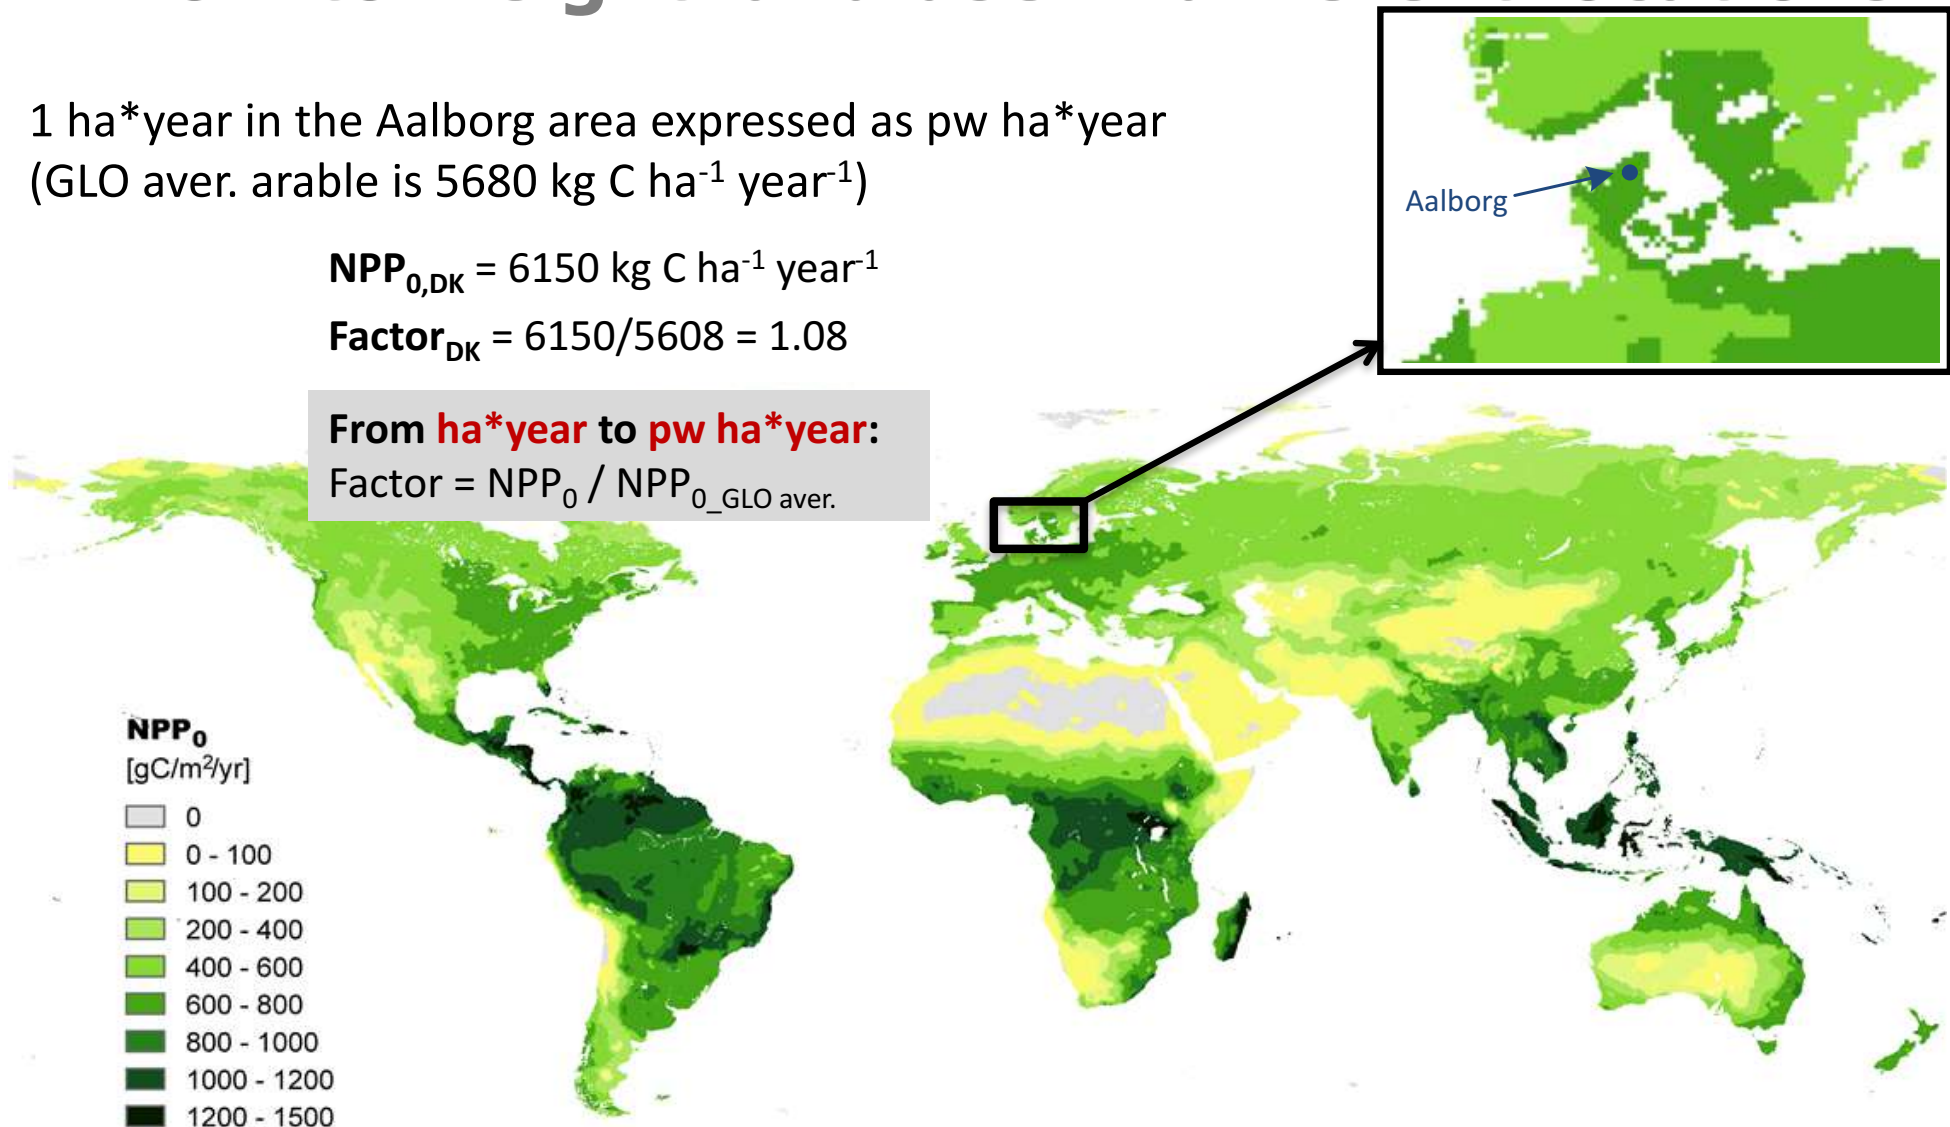 1 ha*year in the Aalborg area expressed as pw ha*year
(GLO aver. arable is 5680 kg C ha-1 year-1)
NPP0,DK = 6150 kg C ha-1 year-1
FactorDK = 6150/5608 = 1.08
From ha*year to pw ha*year:
Factor = NPP0 / NPP0_GLO aver.
Aalborg
NPP0
[gC/m2/yr]
0
0 - 100
100 - 200
200 - 400
400 - 600
600 - 800
800 - 1000
1000 - 1200
1200 - 1500